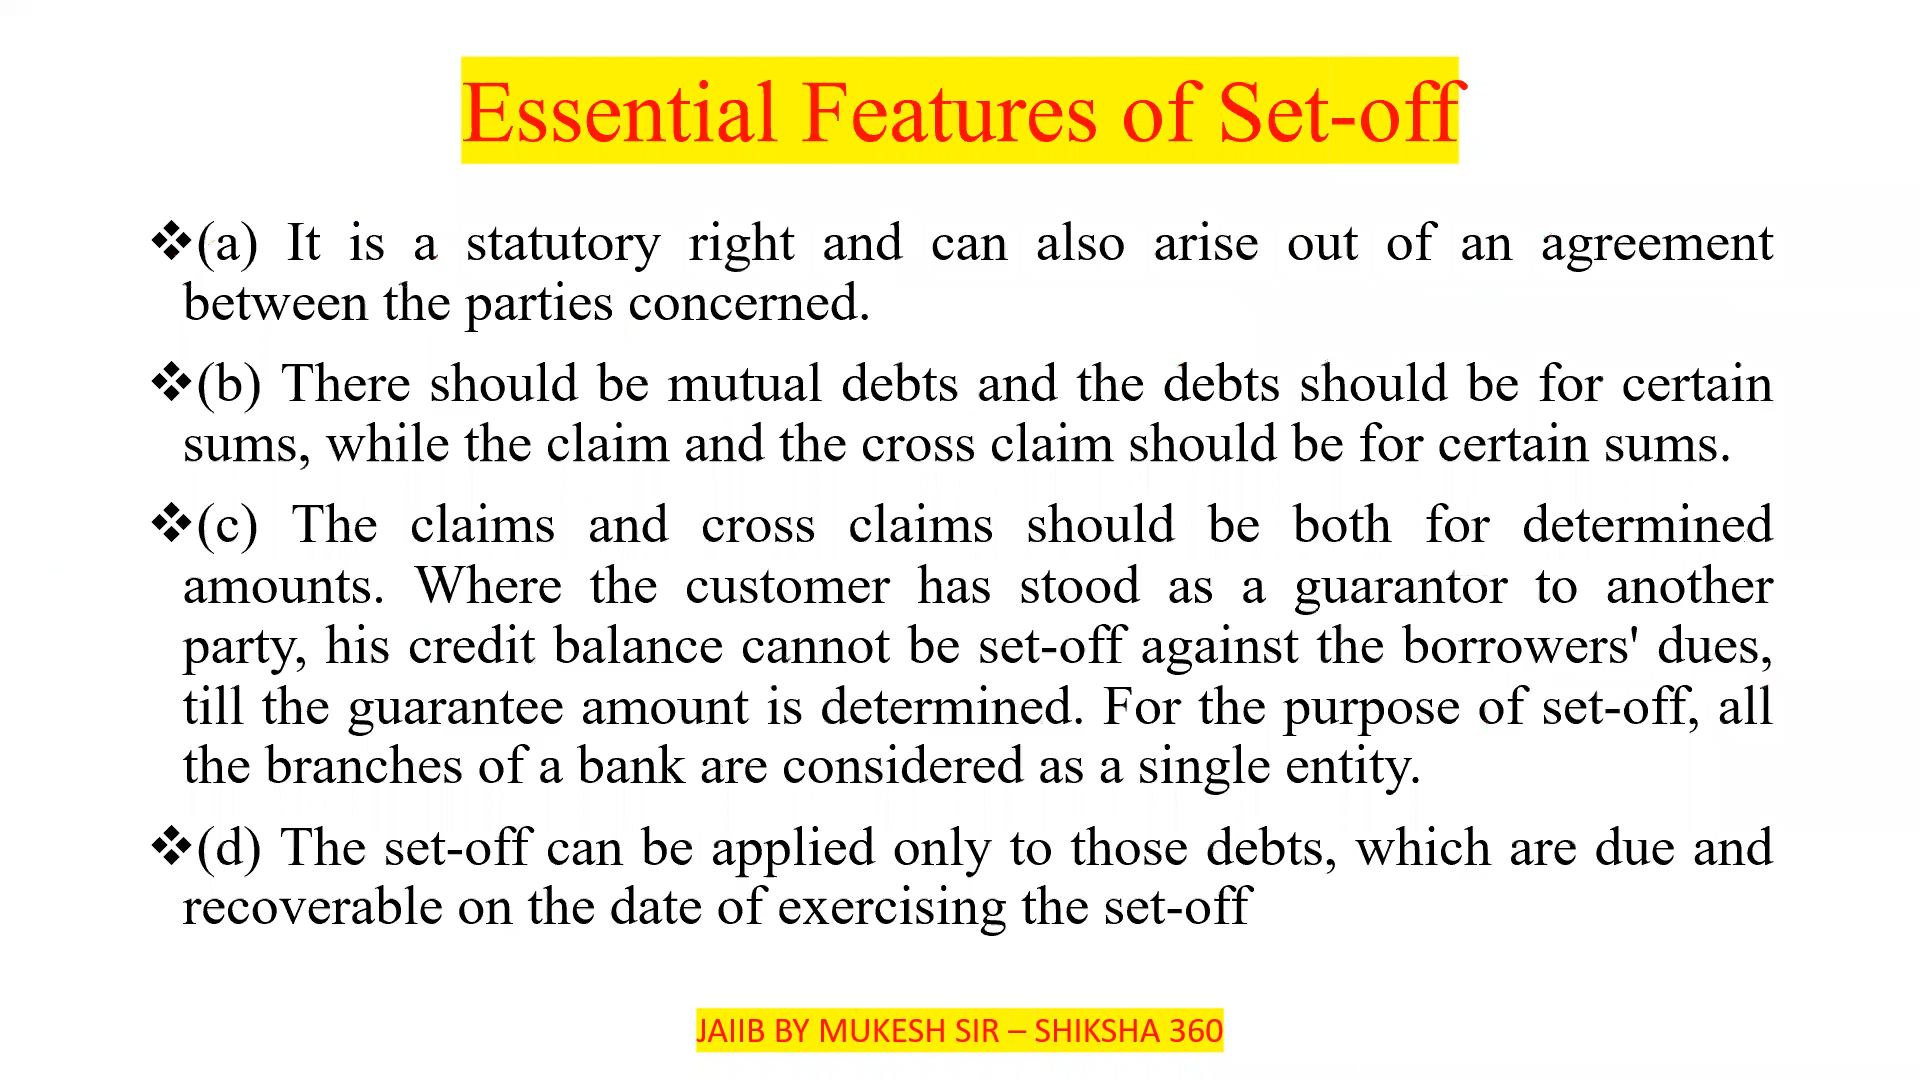 Essential Features of Set-off
❖(a) It is a statutory right and can also arise out of an agreement
between the parties concerned.
❖(b) There should be mutual debts and the debts should be for certain
sums, while the claim and the cross claim should be for certain sums.
❖(c) The claims and cross claims should be both for determined
amounts. Where the customer has stood as a guarantor to another
party, his credit balance cannot be set-off against the borrowers' dues,
till the guarantee amount is determined. For the purpose of set-off, all
the branches of a bank are considered as a single entity.
❖(d) The set-off can be applied only to those debts, which are due and
recoverable on the date of exercising the set-off
JAIIB BY MUKESH SIR – SHIKSHA 360